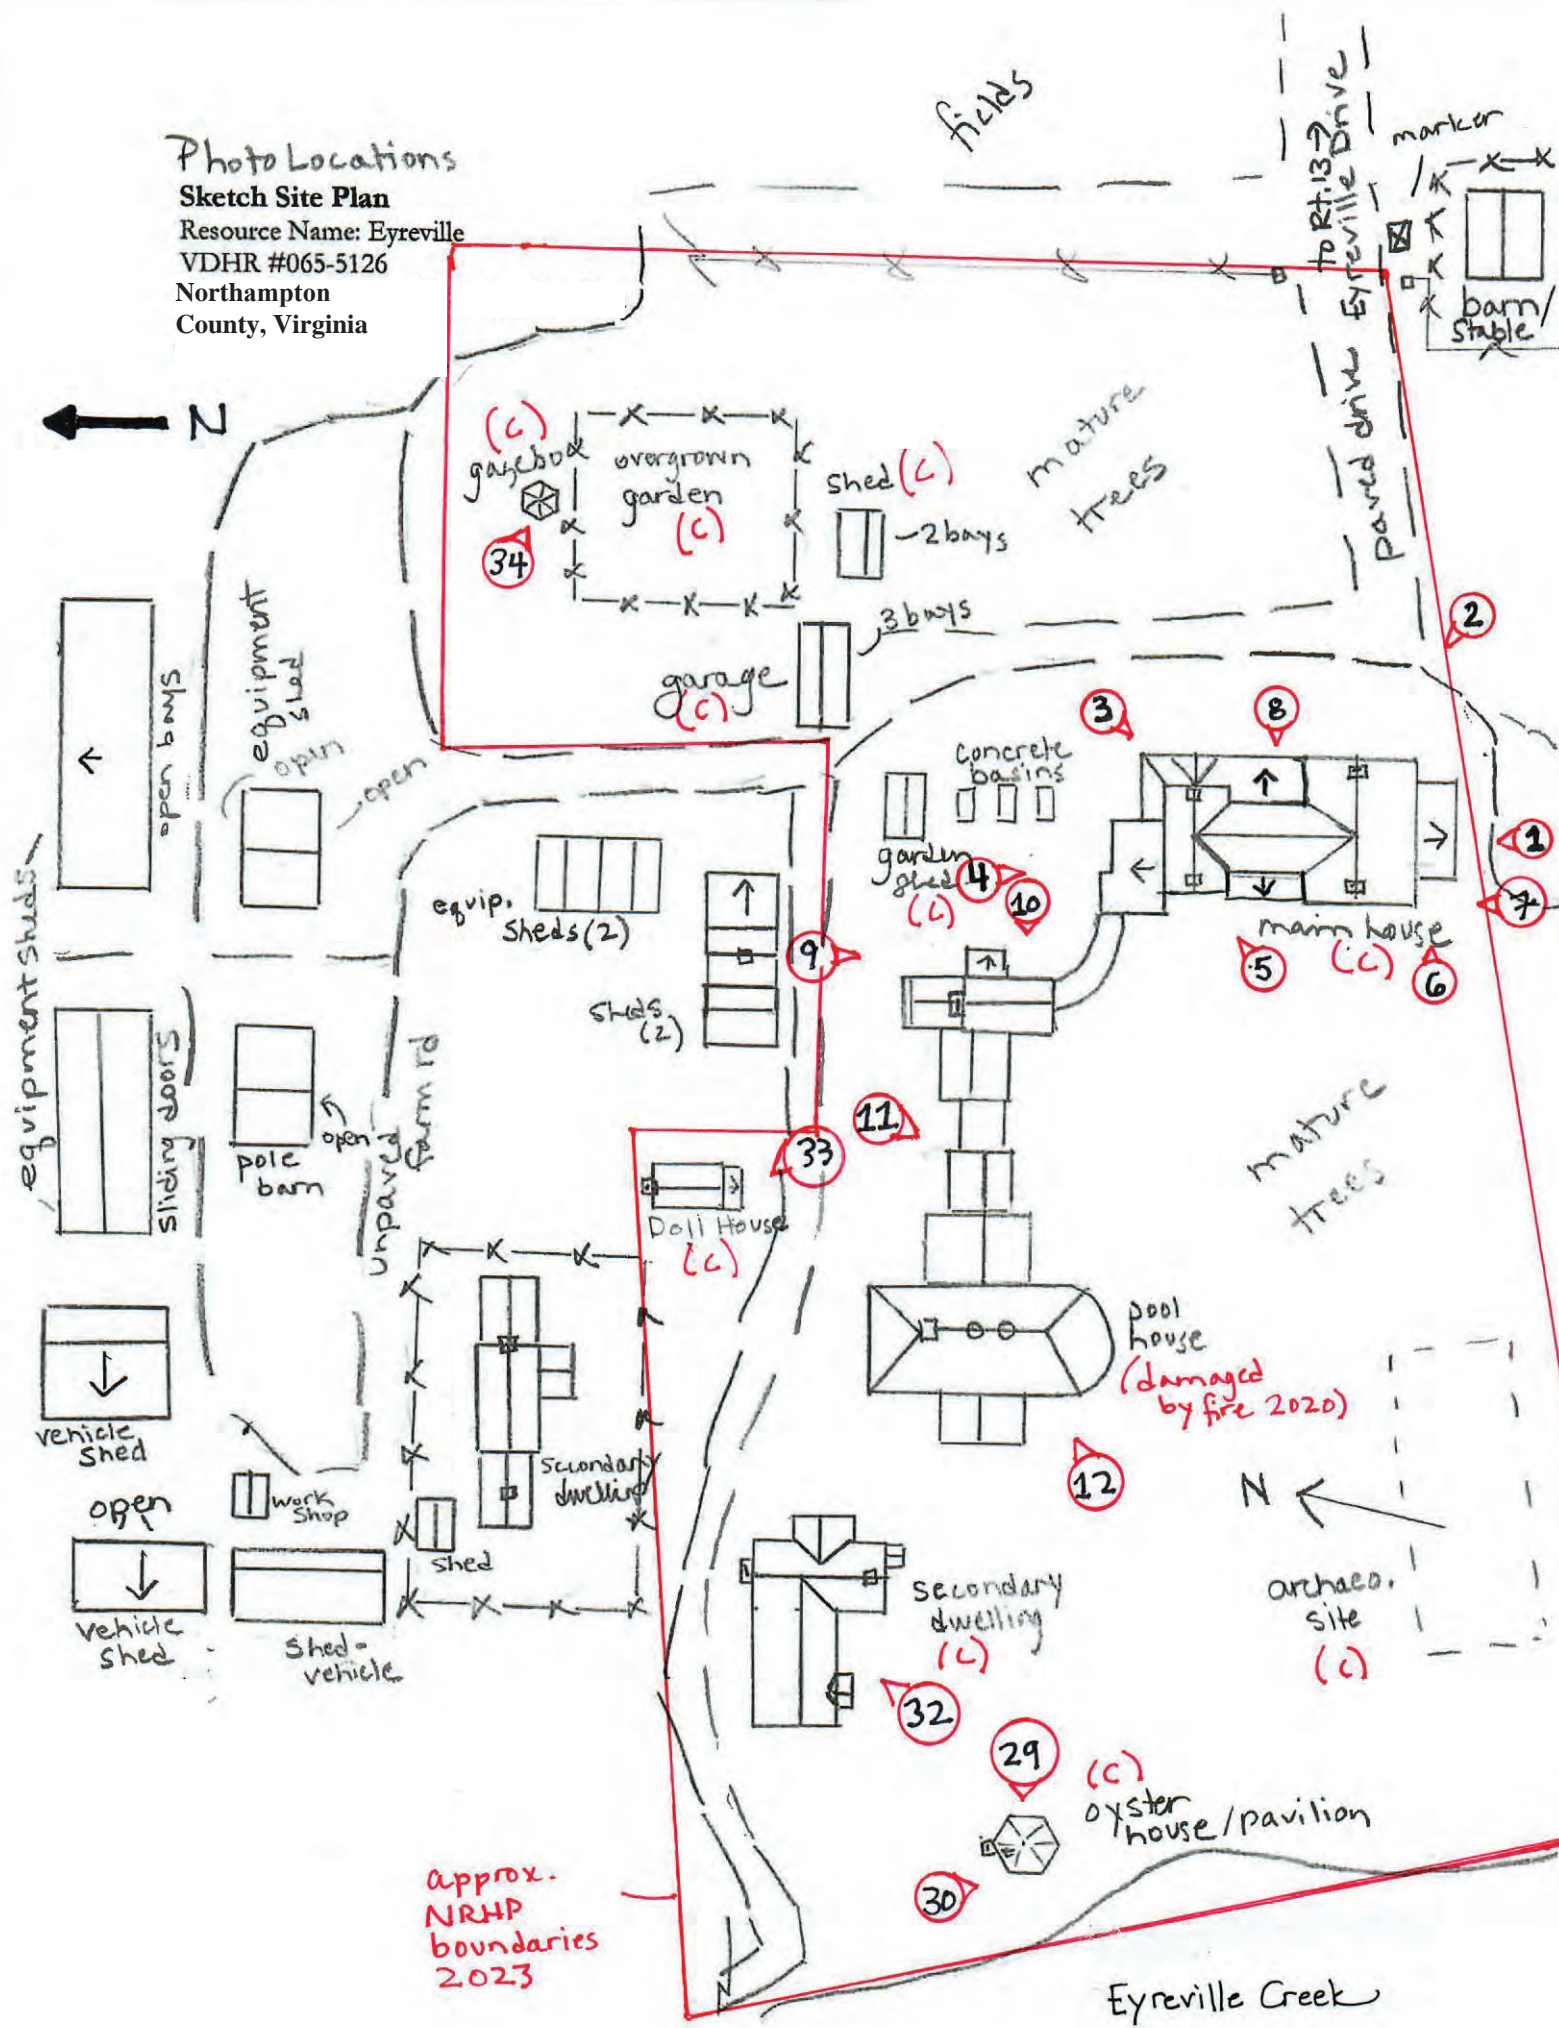 Photo Locations
Sketch Site Plan
Resource Name: Eyreville
VDHR #065-5126
Northampton
County, Virginia
N
fields
to Rt.13→
Eyreville Drive
paved drive
marker
barn/
stable
mature
trees
(C)
gazebo
34
overgrown
garden
(C)
shed (C)
2 bays
3 bays
garage
(C)
2
equipment
shed
open
open
open bays
equipment sheds
sliding doors
3
8
concrete
basins
garden
shed
(C)
4
10
1
7
main house
(C)
5
6
equip.
sheds (2)
9
sheds
(2)
11
33
pole
barn
open
unpaved
farm rd
Doll House
(C)
mature
trees
pool
house
(damaged
by fire 2020)
12
N
archaeo.
site
(C)
vehicle
shed
open
work
shop
secondary
dwelling
shed
vehicle
shed
shed-
vehicle
secondary
dwelling
(C)
32
29
(C)
oyster
house/pavilion
30
approx.
NRHP
boundaries
2023
Eyreville Creek